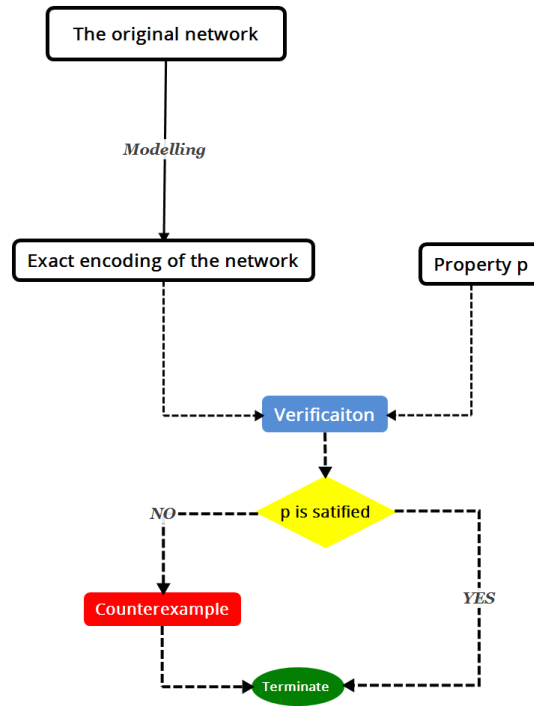 The original network
Modelling
Exact encoding of the network
Property p
Verificaiton
p is satified
NO
YES
Counterexample
Terminate